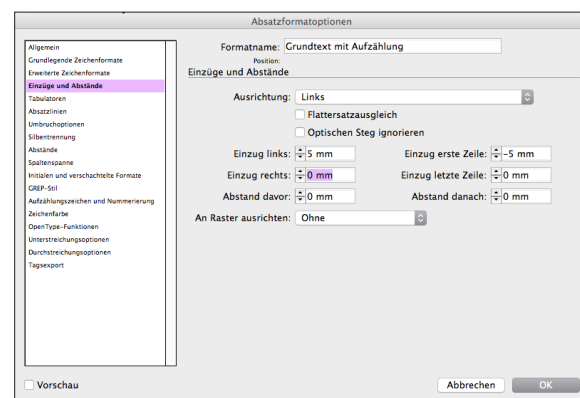 Absatzformatoptionen
Allgemein
Grundlegende Zeichenformate
Erweiterte Zeichenformate
Einzüge und Abstände
Tabulatoren
Absatzlinien
Umbruchoptionen
Silbentrennung
Abstände
Spaltenspanne
Initialen und verschachtelte Formate
GREP-Stil
Aufzählungszeichen und Nummerierung
Zeichenfarbe
OpenType-Funktionen
Unterstreichungsoptionen
Durchstreichungsoptionen
Tagsexport
Formatname: Grundtext mit Aufzählung
Position:
Einzüge und Abstände
Ausrichtung: Links
Flattersatzausgleich
Optischen Steg ignorieren
Einzug links: 5 mm Einzug erste Zeile: -5 mm
Einzug rechts: 0 mm Einzug letzte Zeile: 0 mm
Abstand davor: 0 mm Abstand danach: 0 mm
An Raster ausrichten: Ohne
Vorschau Abbrechen OK